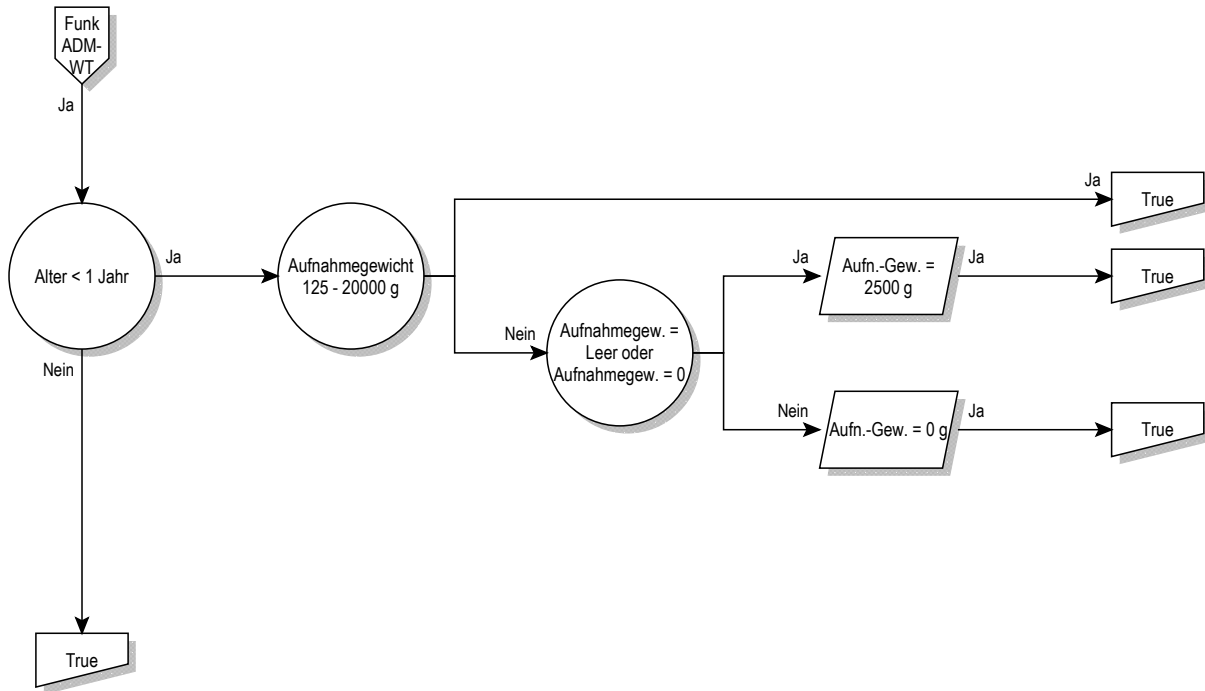 Funk
ADM-
WT
Ja
Alter < 1 Jahr
Ja
Nein
True
Aufnahmegewicht
125 - 20000 g
Ja
True
Nein
Aufnahmegew. =
Leer oder
Aufnahmegew. = 0
Ja
Aufn.-Gew. =
2500 g
Ja
True
Nein
Aufn.-Gew. = 0 g
Ja
True